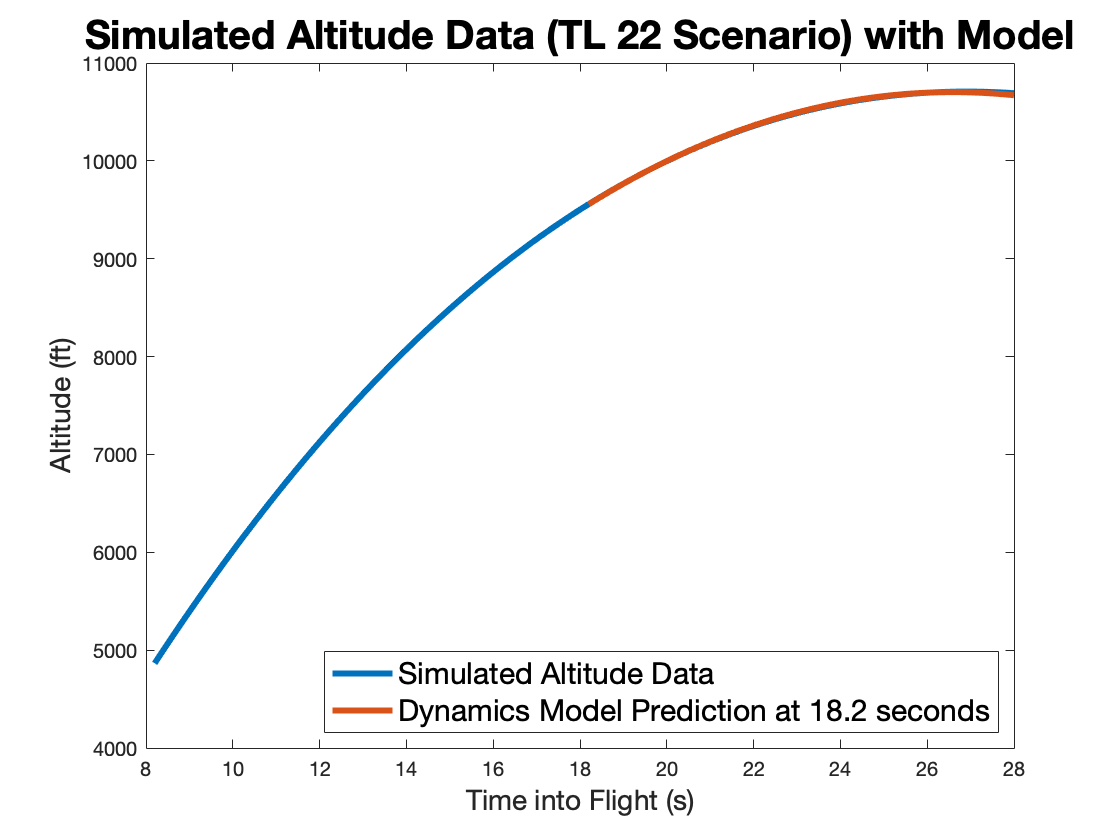 Simulated Altitude Data (TL 22 Scenario) with Model
11000
10000
9000
8000
7000
6000
5000
4000
Altitude (ft)
Simulated Altitude Data
Dynamics Model Prediction at 18.2 seconds
8 10 12 14 16 18 20 22 24 26 28
Time into Flight (s)